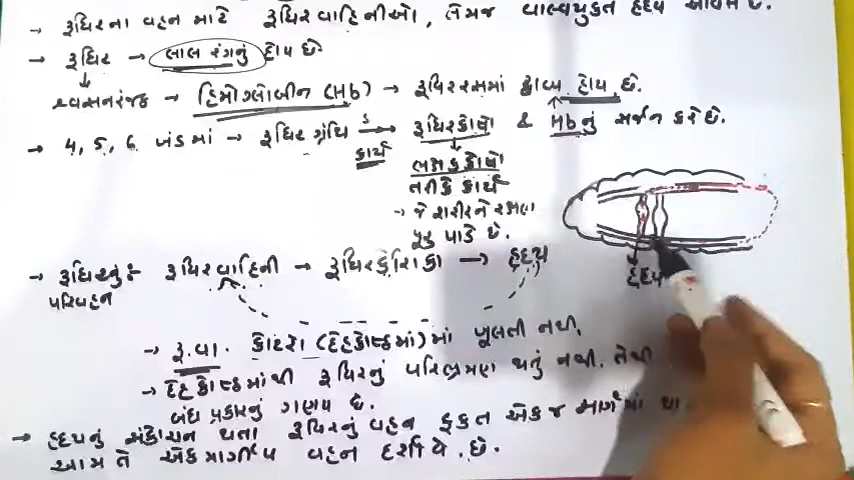 → રૂધિરના વહન માટે રૂધિરવાહિનીઓ, તેમજ વાલ્વયુક્ત હૃદય આવેલ છે.
→ રૂધિર → લાલ રંગનું હોય છે
↓
શ્વસનરંજક → હિમોગ્લોબીન (Hb) → રૂધિરરસમાં દ્રાવ્ય હોય છે.
→ 4, 5, 6 ખંડમાં → રૂધિર ગ્રંથિ → રૂધિરકોષો & Hbનું સર્જન કરે છે.
કાર્ય
ભક્ષકકોષો
તરીકે કાર્ય
→ જે શરીરને રક્ષણ
પુરૂ પાડે છે.
હૃદય
→ રૂધિરનું રૂધિરવાહિની → રૂધિરકેશિકા → હૃદય
પરિવહન
→ રૂ.વા. કોટરો (દેહકોષ્ઠમાં)માં ખૂલતી નથી.
→ દેહકોષ્ઠમાંથી રૂધિરનું પરિભ્રમણ થતું નથી. તેથી
બંધ પ્રકારનું ગણાય છે.
→ હૃદયનું સંકોચન થતા રૂધિરનું વહન ફક્ત એક જ માર્ગમાં
આમ તે એકમાર્ગીય વહન દર્શાવે છે.